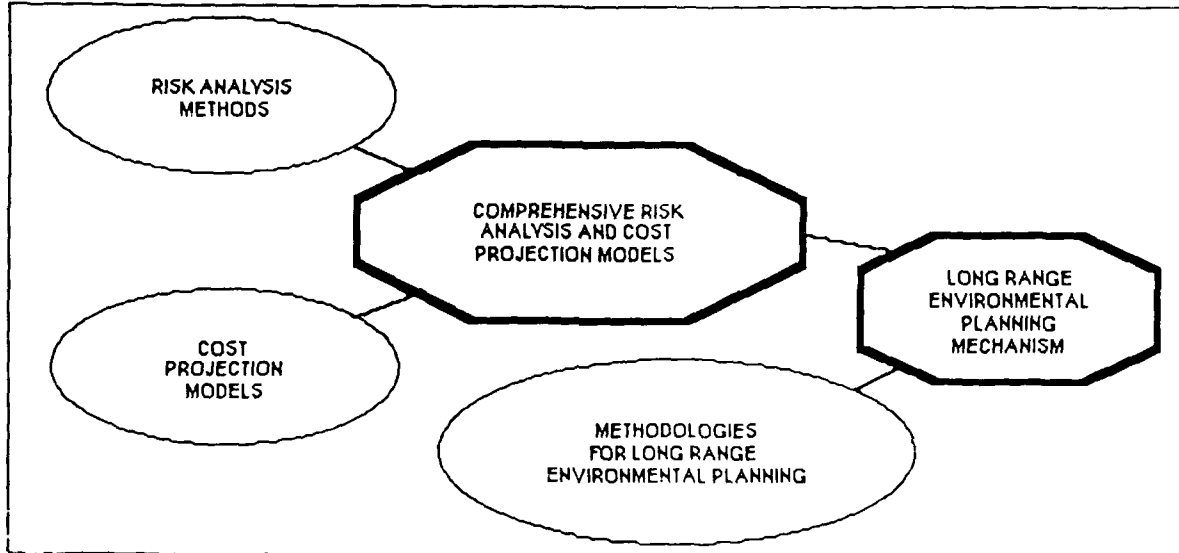 RISK ANALYSIS
METHODS
COMPREHENSIVE RISK
ANALYSIS AND COST
PROJECTION MODELS
LONG RANGE
ENVIRONMENTAL
PLANNING
MECHANISM
COST
PROJECTION
MODELS
METHODOLOGIES
FOR LONG RANGE
ENVIRONMENTAL PLANNING